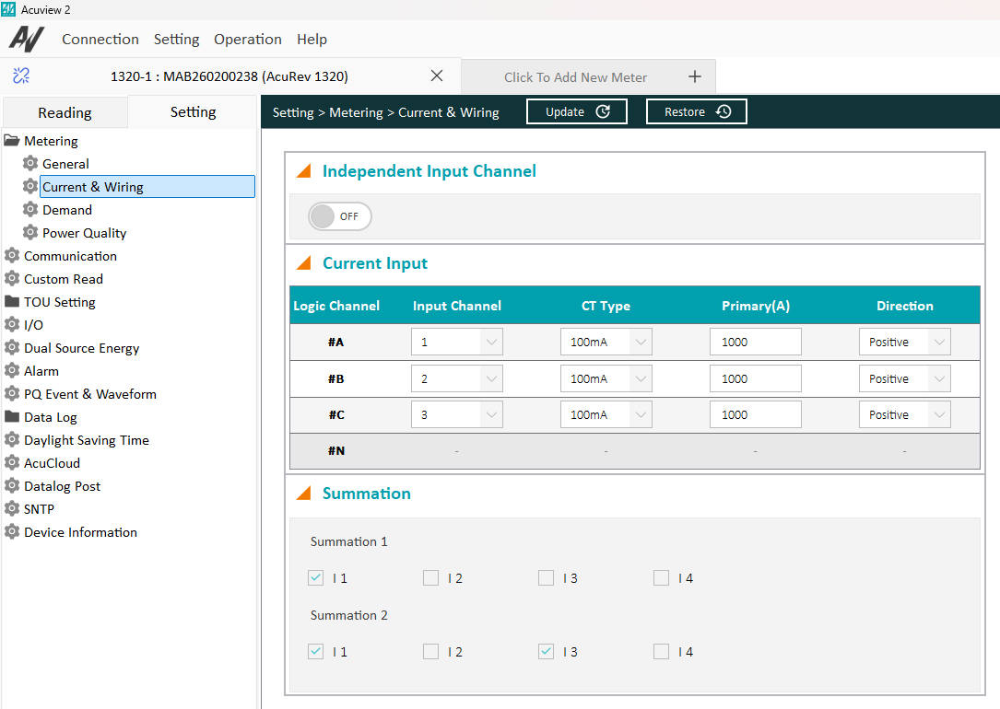 Acuview 2
Connection Setting Operation Help
1320-1 : MAB260200238 (AcuRev 1320) Click To Add New Meter
Reading Setting
Setting > Metering > Current & Wiring Update Restore
Metering
General
Current & Wiring
Demand
Power Quality
Communication
Custom Read
TOU Setting
I/O
Dual Source Energy
Alarm
PQ Event & Waveform
Data Log
Daylight Saving Time
AcuCloud
Datalog Post
SNTP
Device Information
Independent Input Channel
OFF
Current Input
Logic Channel Input Channel CT Type Primary(A) Direction
#A 1 100mA 1000 Positive
#B 2 100mA 1000 Positive
#C 3 100mA 1000 Positive
#N - - - -
Summation
Summation 1
I 1 I 2 I 3 I 4
Summation 2
I 1 I 2 I 3 I 4